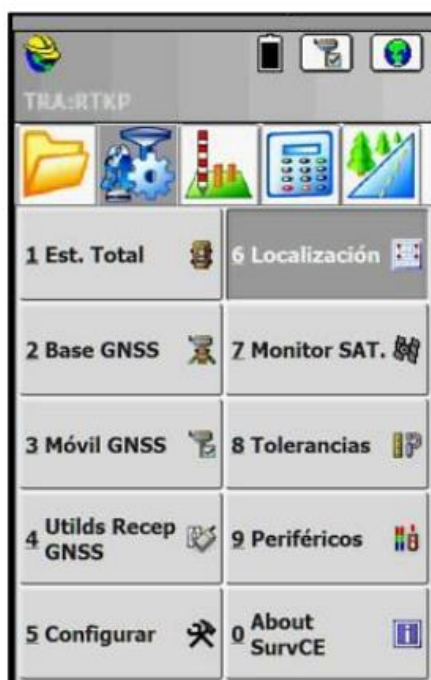 TRA:RTKP
1 Est. Total
6 Localización
2 Base GNSS
7 Monitor SAT.
3 Móvil GNSS
8 Tolerancias
4 Utilds Recep
GNSS
9 Periféricos
5 Configurar
0 About
SurvCE